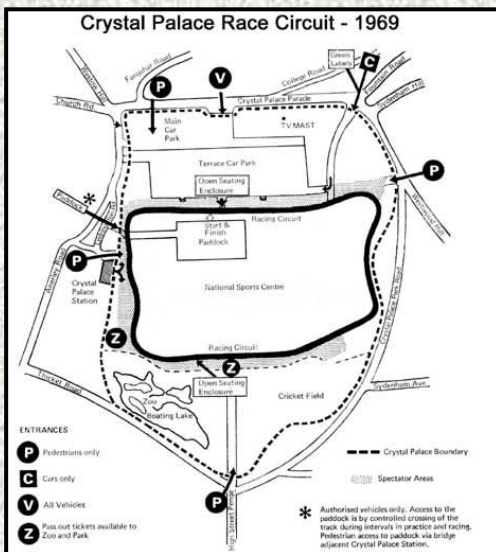 Crystal Palace Race Circuit - 1969
Farquhar Road
Church Rd
P
V
College Road
Green
Labels
C
Fountain Road
Sydenham Hill
Crystal Palace Parade
Main
Car
Park
TV MAST
Terrace Car Park
Open Seating
Enclosure
P
Westwood Hill
Paddock
*
Racing Circuit
Start &
Finish
Paddock
Anerley Road
P
Crystal
Palace
Station
National Sports Centre
Crystal Palace Park Road
Z
Racing Circuit
Z
Open Seating
Enclosure
Thicket Road
Zoo
Boating Lake
Cricket Field
Sydenham Ave.
P
High Street Penge
ENTRANCES
P Pedestrians only
C Cars only
V All Vehicles
Z Pass out tickets available to
Zoo and Park
Crystal Palace Boundary
Spectator Areas
* Authorised vehicles only. Access to the
paddock is by controlled crossing of the
track during intervals in practice and racing.
Pedestrian access to paddock via bridge
adjacent Crystal Palace Station.